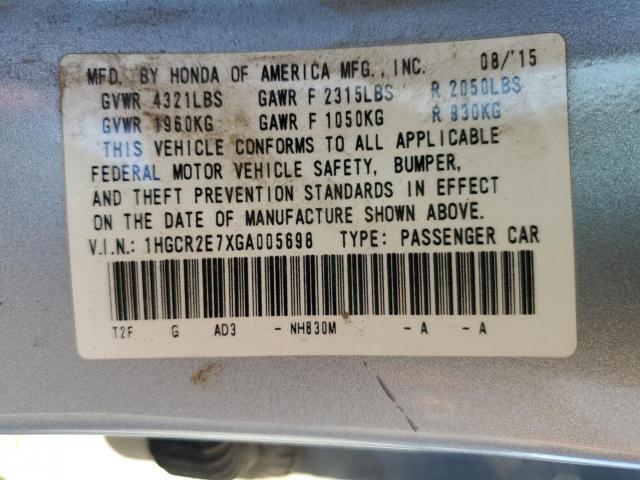 MFD. BY HONDA OF AMERICA MFG., INC. 08/'15
GVWR 4321LBS GAWR F 2315LBS R 2050LBS
GVWR 1960KG GAWR F 1050KG R 930KG
THIS VEHICLE CONFORMS TO ALL APPLICABLE
FEDERAL MOTOR VEHICLE SAFETY, BUMPER,
AND THEFT PREVENTION STANDARDS IN EFFECT
ON THE DATE OF MANUFACTURE SHOWN ABOVE.
V.I.N.: 1HGCR2E7XGA005698 TYPE: PASSENGER CAR
T2F G AD3 -NH830M -A -A